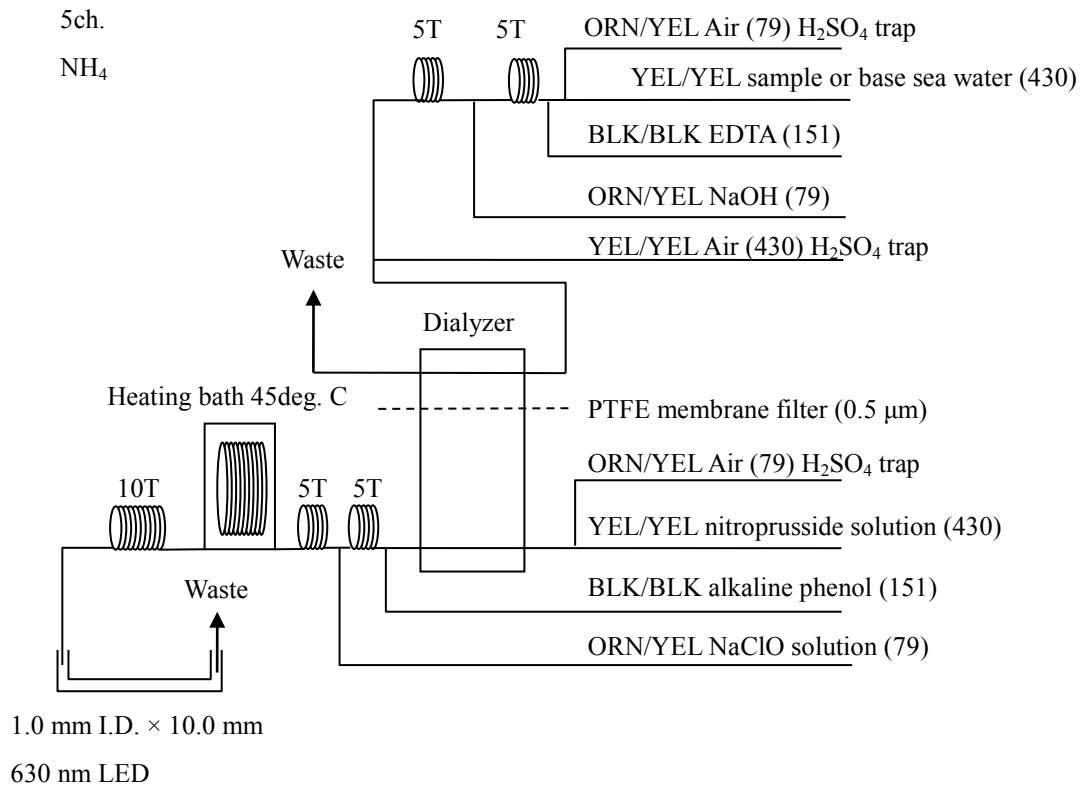 5ch.
NH₄
5T 5T
ORN/YEL Air (79) H₂SO₄ trap
YEL/YEL sample or base sea water (430)
BLK/BLK EDTA (151)
ORN/YEL NaOH (79)
YEL/YEL Air (430) H₂SO₄ trap
Waste
Dialyzer
Heating bath 45deg. C
PTFE membrane filter (0.5 μm)
ORN/YEL Air (79) H₂SO₄ trap
10T 5T 5T
YEL/YEL nitroprusside solution (430)
Waste
BLK/BLK alkaline phenol (151)
ORN/YEL NaClO solution (79)
1.0 mm I.D. × 10.0 mm
630 nm LED